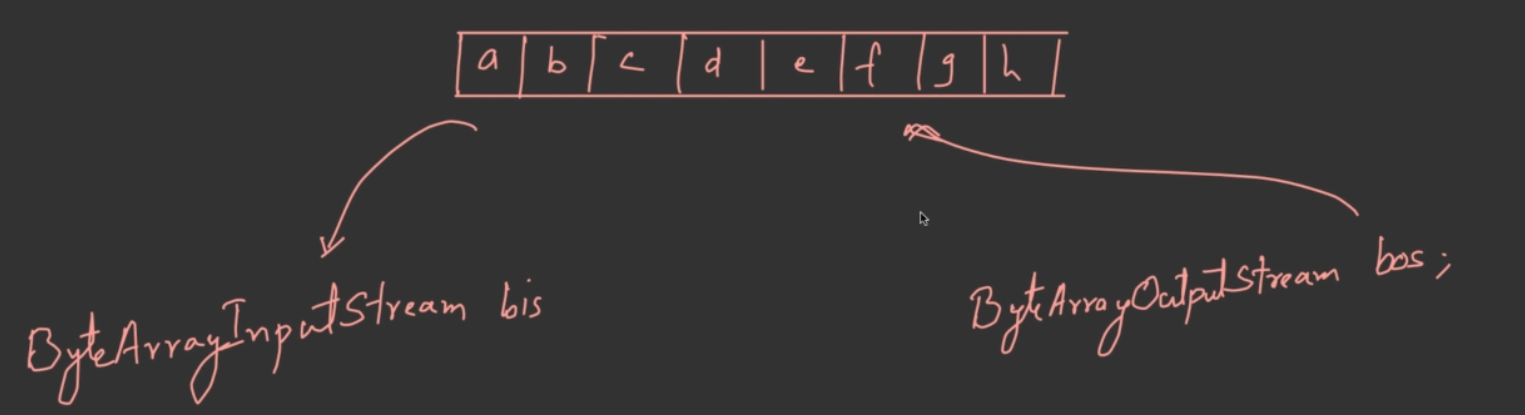 a b c d e f g h
ByteArrayInputStream bis
ByteArrayOutputStream bos;